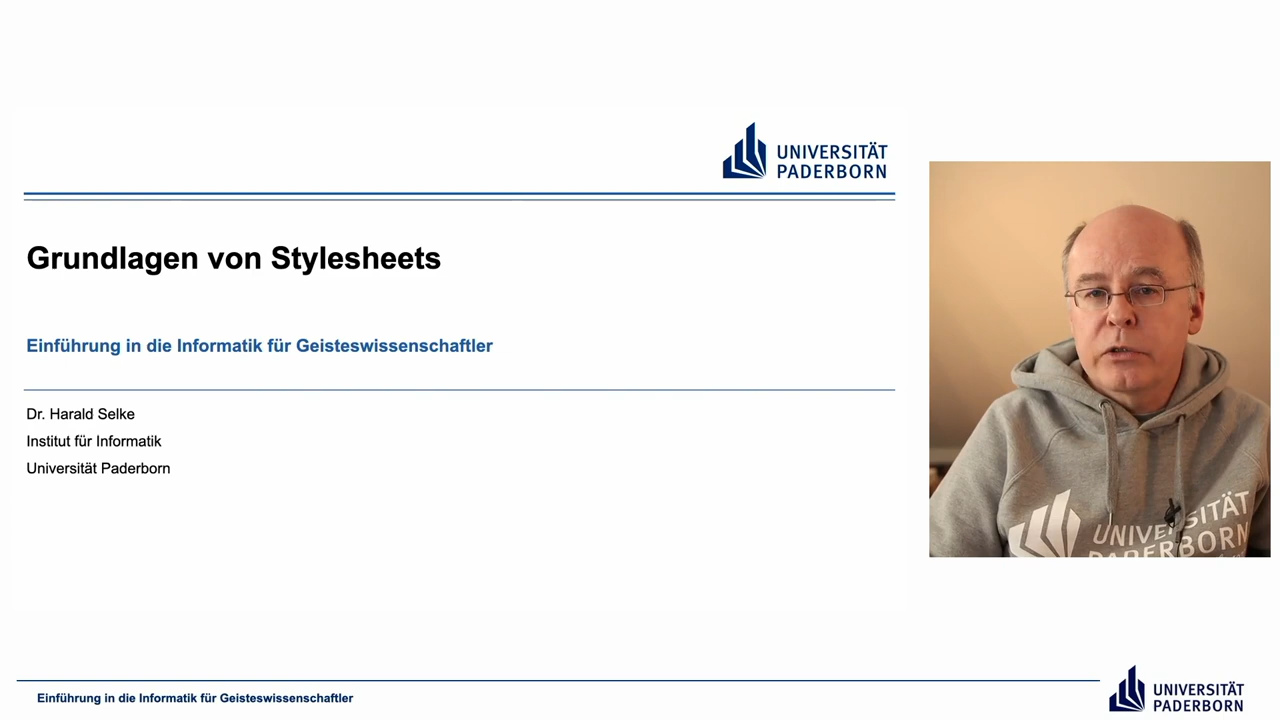 UNIVERSITÄT
PADERBORN
Grundlagen von Stylesheets
Einführung in die Informatik für Geisteswissenschaftler
Dr. Harald Selke
Institut für Informatik
Universität Paderborn
UNIVERSITÄT
PADERBORN
Einführung in die Informatik für Geisteswissenschaftler
UNIVERSITÄT
PADERBORN